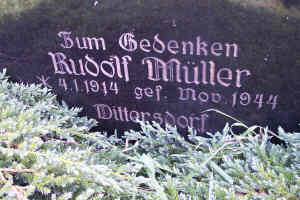 Zum Gedenken
Rudolf Müller
* 4.1.1914 gef. Nov. 1944
Dittersdorf